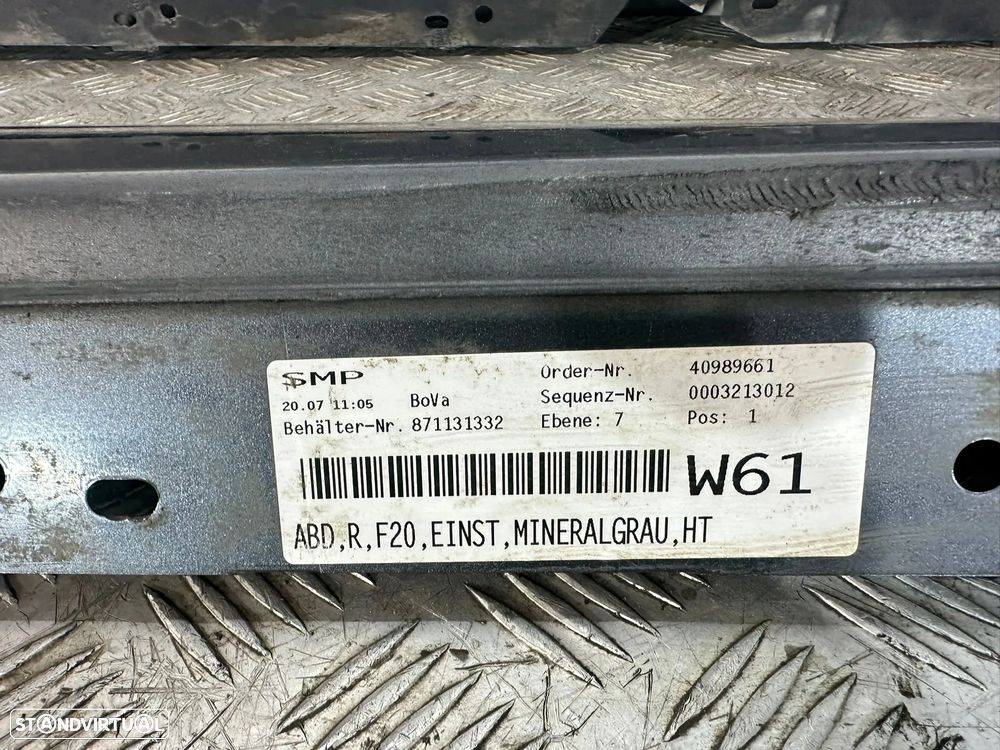 SMP
Order-Nr. 40989661
20.07 11:05 BoVa Sequenz-Nr. 0003213012
Behälter-Nr. 871131332 Ebene: 7 Pos: 1
W61
ABD,R,F20,EINST,MINERALGRAU,HT
STANDVIRTUAL